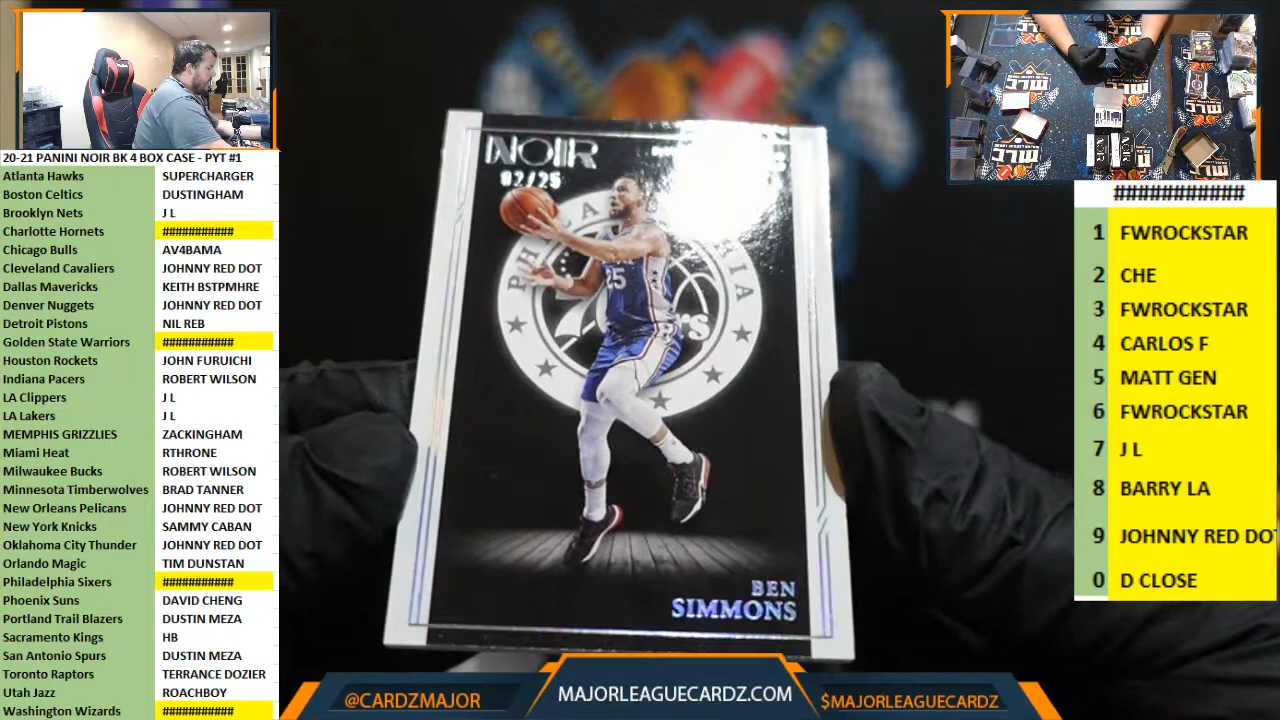 20-21 PANINI NOIR BK 4 BOX CASE - PYT #1
Atlanta Hawks SUPERCHARGER
Boston Celtics DUSTINGHAM
Brooklyn Nets J L
Charlotte Hornets ###########
Chicago Bulls AV4BAMA
Cleveland Cavaliers JOHNNY RED DOT
Dallas Mavericks KEITH BSTPMHRE
Denver Nuggets JOHNNY RED DOT
Detroit Pistons NIL REB
Golden State Warriors ###########
Houston Rockets JOHN FURUICHI
Indiana Pacers ROBERT WILSON
LA Clippers J L
LA Lakers J L
MEMPHIS GRIZZLIES ZACKINGHAM
Miami Heat RTHRONE
Milwaukee Bucks ROBERT WILSON
Minnesota Timberwolves BRAD TANNER
New Orleans Pelicans JOHNNY RED DOT
New York Knicks SAMMY CABAN
Oklahoma City Thunder JOHNNY RED DOT
Orlando Magic TIM DUNSTAN
Philadelphia Sixers ###########
Phoenix Suns DAVID CHENG
Portland Trail Blazers DUSTIN MEZA
Sacramento Kings HB
San Antonio Spurs DUSTIN MEZA
Toronto Raptors TERRANCE DOZIER
Utah Jazz ROACHBOY
Washington Wizards ###########
NOIR
02/25
25
BEN
SIMMONS
@CARDZMAJOR
MAJORLEAGUECARDZ.COM
$MAJORLEAGUECARDZ
MLC
###########
1 FWROCKSTAR
2 CHE
3 FWROCKSTAR
4 CARLOS F
5 MATT GEN
6 FWROCKSTAR
7 J L
8 BARRY LA
9 JOHNNY RED DOT
0 D CLOSE